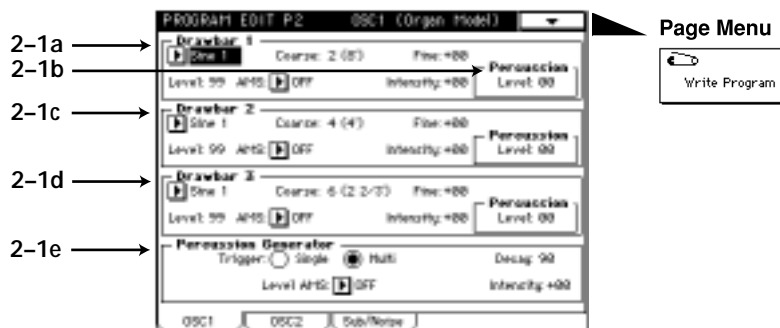 PROGRAM EDIT P2 OSC1 (Organ Model)
Page Menu
Write Program
2-1a
Drawbar 1
Sine 1 Coarse: 2 (8') Fine:+00
2-1b
Percussion
Level: 99 AMS: OFF Intensity:+00 Level: 00
2-1c
Drawbar 2
Sine 1 Coarse: 4 (4') Fine:+00
Percussion
Level: 99 AMS: OFF Intensity:+00 Level: 00
2-1d
Drawbar 3
Sine 1 Coarse: 6 (2 2/3') Fine:+00
Percussion
Level: 99 AMS: OFF Intensity:+00 Level: 00
2-1e
Percussion Generator
Trigger: Single Multi Decay: 90
Level AMS: OFF Intensity:+00
OSC1 OSC2 Sub/Noise